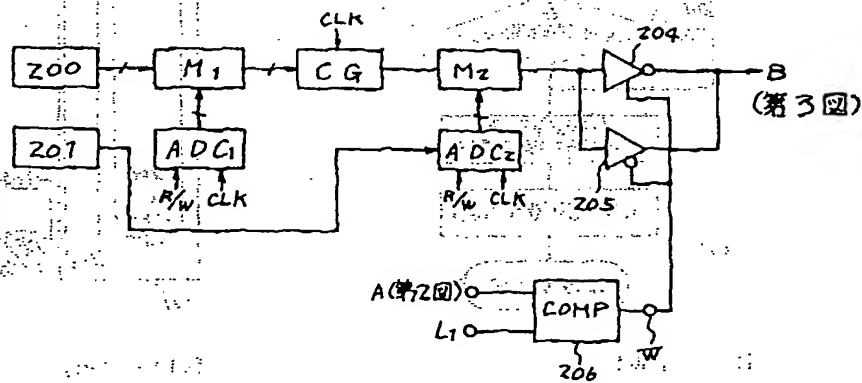 CLK
204
200
M1
CG
M2
B
(第3図)
201
ADC1
ADC2
R/W
CLK
R/W
CLK
205
A(第2図)
L1
COMP
W
206